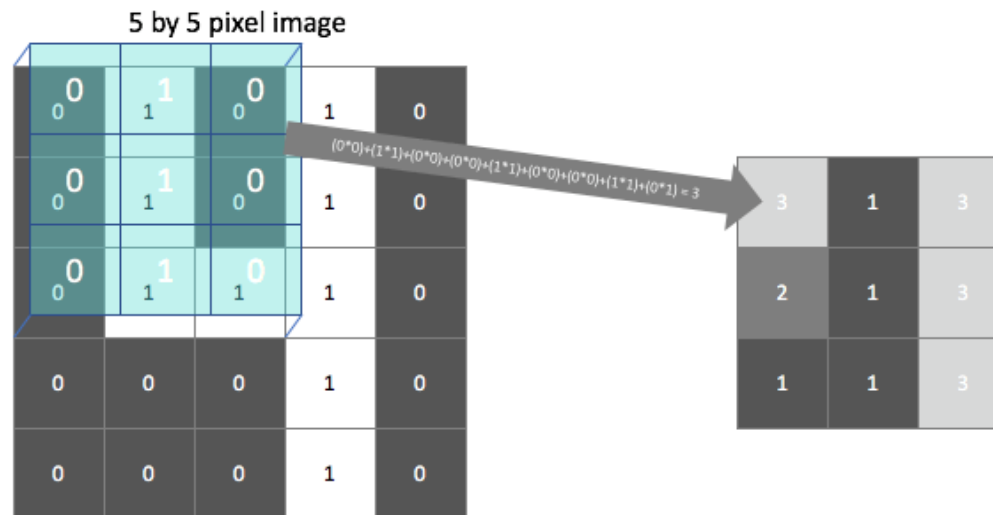 5 by 5 pixel image
0 1 0
0 1 0 1 0
(0*0)+(1*1)+(0*0)+(0*0)+(1*1)+(0*0)+(0*0)+(1*1)+(0*1) = 3
0 1 0
0 1 0 1 0
3 1 3
0 1 0
0 1 1 1 0
2 1 3
0 0 0 1 0
1 1 3
0 0 0 1 0